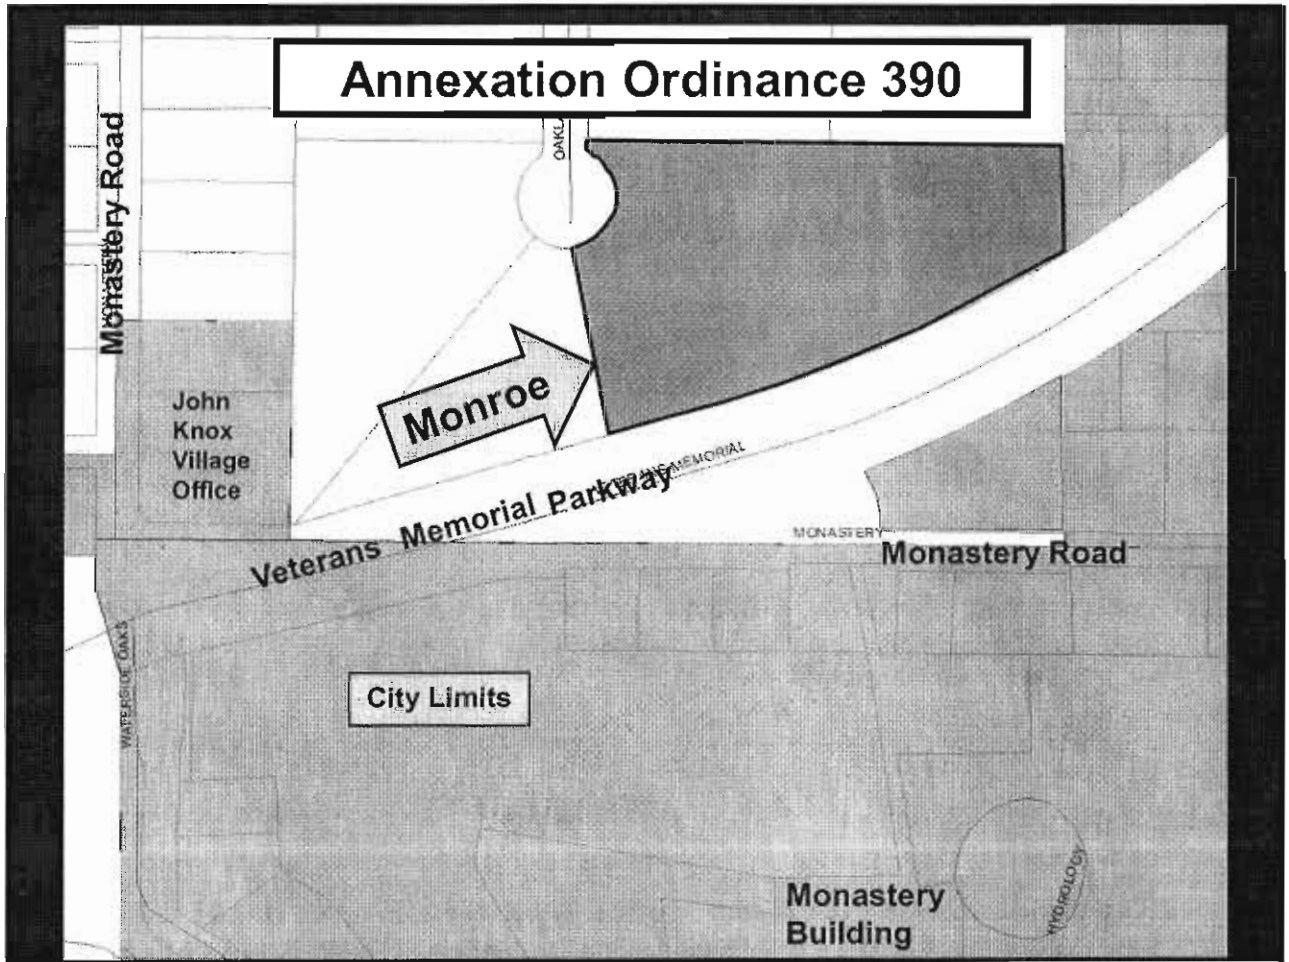 Annexation Ordinance 390
OAKL
Monastery Road
Monroe
John
Knox
Village
Office
MEMORIAL
Veterans Memorial Parkway
MONASTERY
Monastery Road
WATERSIDE OAKS
City Limits
Monastery
Building
HYDROLOGY